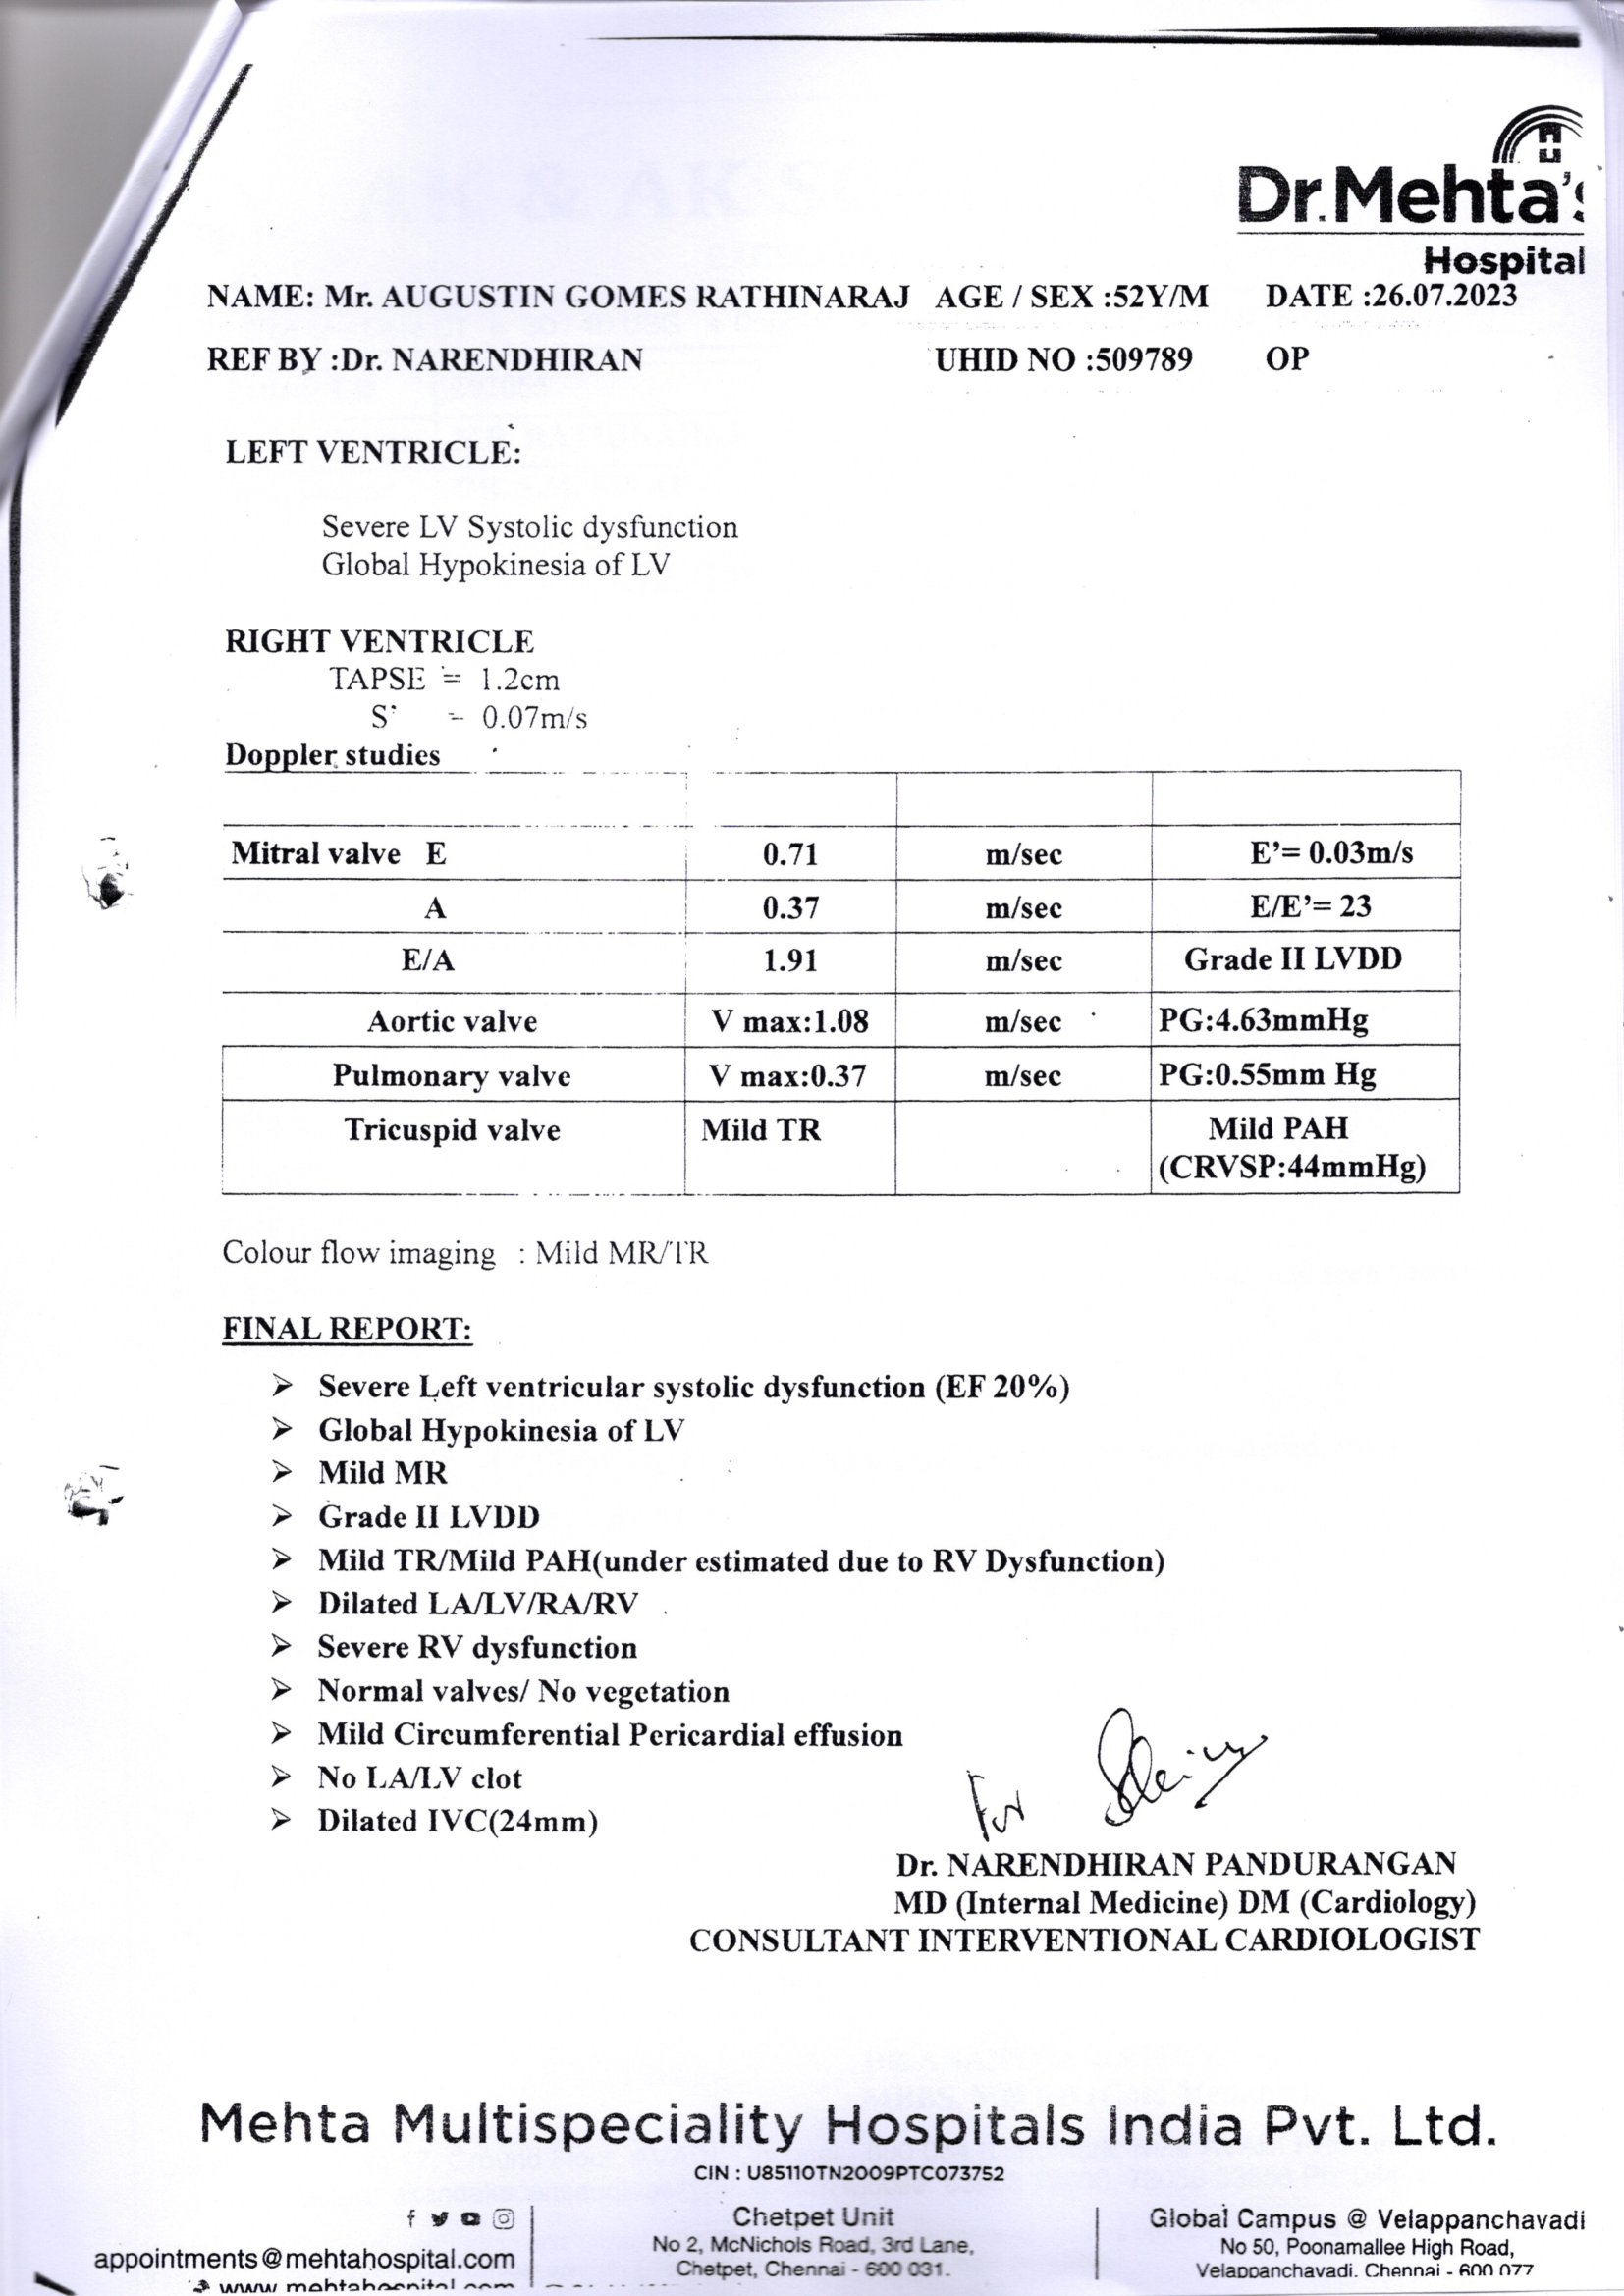 Dr. Mehta's
Hospital
NAME: Mr. AUGUSTIN GOMES RATHINARAJ AGE / SEX :52Y/M DATE :26.07.2023
REF BY :Dr. NARENDHIRAN UHID NO :509789 OP
LEFT VENTRICLE:
Severe LV Systolic dysfunction
Global Hypokinesia of LV
RIGHT VENTRICLE
TAPSE = 1.2cm
S' = 0.07m/s
Doppler studies
Mitral valve E 0.71 m/sec E'= 0.03m/s
A 0.37 m/sec E/E'= 23
E/A 1.91 m/sec Grade II LVDD
Aortic valve V max:1.08 m/sec PG:4.63mmHg
Pulmonary valve V max:0.37 m/sec PG:0.55mm Hg
Tricuspid valve Mild TR Mild PAH
(CRVSP:44mmHg)
Colour flow imaging : Mild MR/TR
FINAL REPORT:
➢ Severe Left ventricular systolic dysfunction (EF 20%)
➢ Global Hypokinesia of LV
➢ Mild MR
➢ Grade II LVDD
➢ Mild TR/Mild PAH(under estimated due to RV Dysfunction)
➢ Dilated LA/LV/RA/RV
➢ Severe RV dysfunction
➢ Normal valves/ No vegetation
➢ Mild Circumferential Pericardial effusion
➢ No LA/LV clot
➢ Dilated IVC(24mm)
For
Dr. NARENDHIRAN PANDURANGAN
MD (Internal Medicine) DM (Cardiology)
CONSULTANT INTERVENTIONAL CARDIOLOGIST
Mehta Multispeciality Hospitals India Pvt. Ltd.
CIN : U85110TN2009PTC073752
Chetpet Unit Global Campus @ Velappanchavadi
appointments@mehtahospital.com No 2, McNichols Road, 3rd Lane, No 50, Poonamallee High Road,
www.mehtahospital.com Chetpet, Chennai - 600 031. Velappanchavadi. Chennai - 600 077